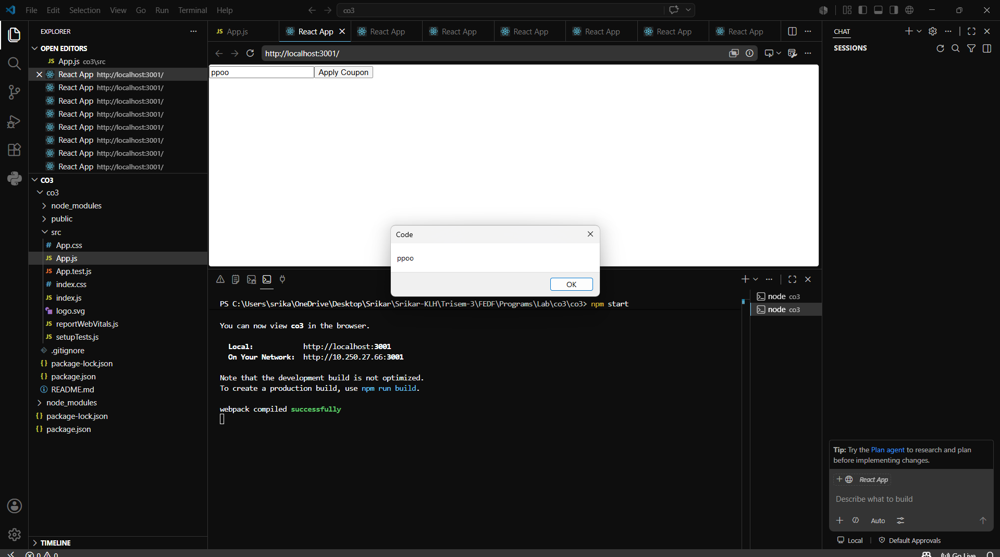 File Edit Selection View Go Run Terminal Help
co3
EXPLORER
OPEN EDITORS
JS App.js co3\src
React App http://localhost:3001/
React App http://localhost:3001/
React App http://localhost:3001/
React App http://localhost:3001/
React App http://localhost:3001/
React App http://localhost:3001/
React App http://localhost:3001/
React App http://localhost:3001/
CO3
co3
node_modules
public
src
# App.css
JS App.js
JS App.test.js
# index.css
JS index.js
logo.svg
JS reportWebVitals.js
JS setupTests.js
.gitignore
{} package-lock.json
{} package.json
README.md
node_modules
{} package-lock.json
{} package.json
TIMELINE
JS App.js React App React App React App React App React App React App React App
http://localhost:3001/
ppoo Apply Coupon
Code
ppoo
OK
PS C:\Users\srika\OneDrive\Desktop\Srikar\Srikar-KLH\Trisem-3\FEDF\Programs\Lab\co3\co3> npm start
You can now view co3 in the browser.
Local: http://localhost:3001
On Your Network: http://10.250.27.66:3001
Note that the development build is not optimized.
To create a production build, use npm run build.
webpack compiled successfully
node co3
node co3
CHAT
SESSIONS
Tip: Try the Plan agent to research and plan
before implementing changes.
React App
Describe what to build
Auto
Local Default Approvals
0 0
Go Live